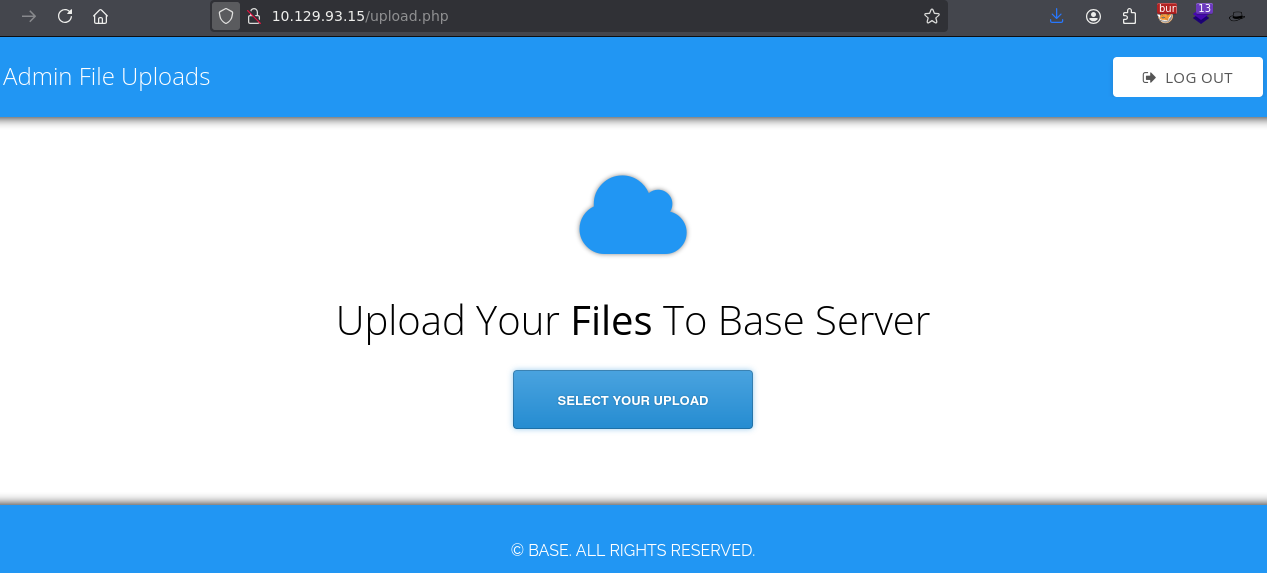 10.129.93.15/upload.php
bur
13
Admin File Uploads
LOG OUT
Upload Your Files To Base Server
SELECT YOUR UPLOAD
© BASE. ALL RIGHTS RESERVED.